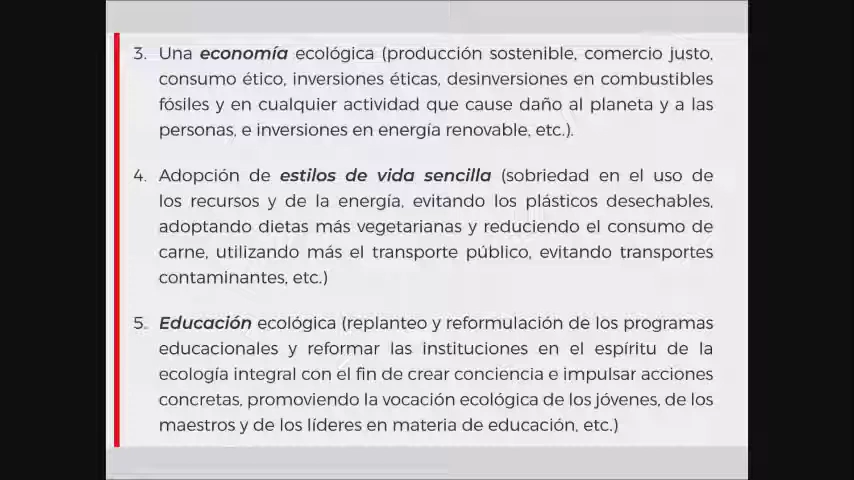 3. Una economía ecológica (producción sostenible, comercio justo,
consumo ético, inversiones éticas, desinversiones en combustibles
fósiles y en cualquier actividad que cause daño al planeta y a las
personas, e inversiones en energía renovable, etc.).
4. Adopción de estilos de vida sencilla (sobriedad en el uso de
los recursos y de la energía, evitando los plásticos desechables,
adoptando dietas más vegetarianas y reduciendo el consumo de
carne, utilizando más el transporte público, evitando transportes
contaminantes, etc.)
5. Educación ecológica (replanteo y reformulación de los programas
educacionales y reformar las instituciones en el espíritu de la
ecología integral con el fin de crear conciencia e impulsar acciones
concretas, promoviendo la vocación ecológica de los jóvenes, de los
maestros y de los líderes en materia de educación, etc.)